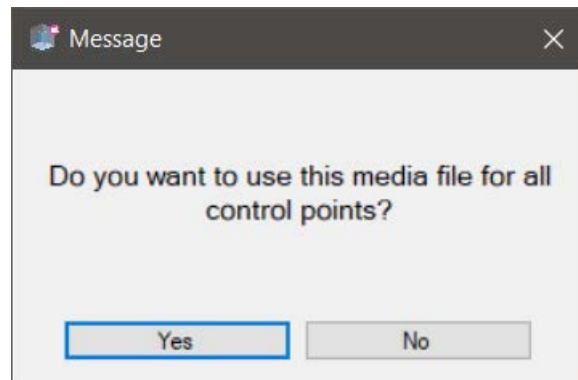 Message
Do you want to use this media file for all
control points?
Yes
No